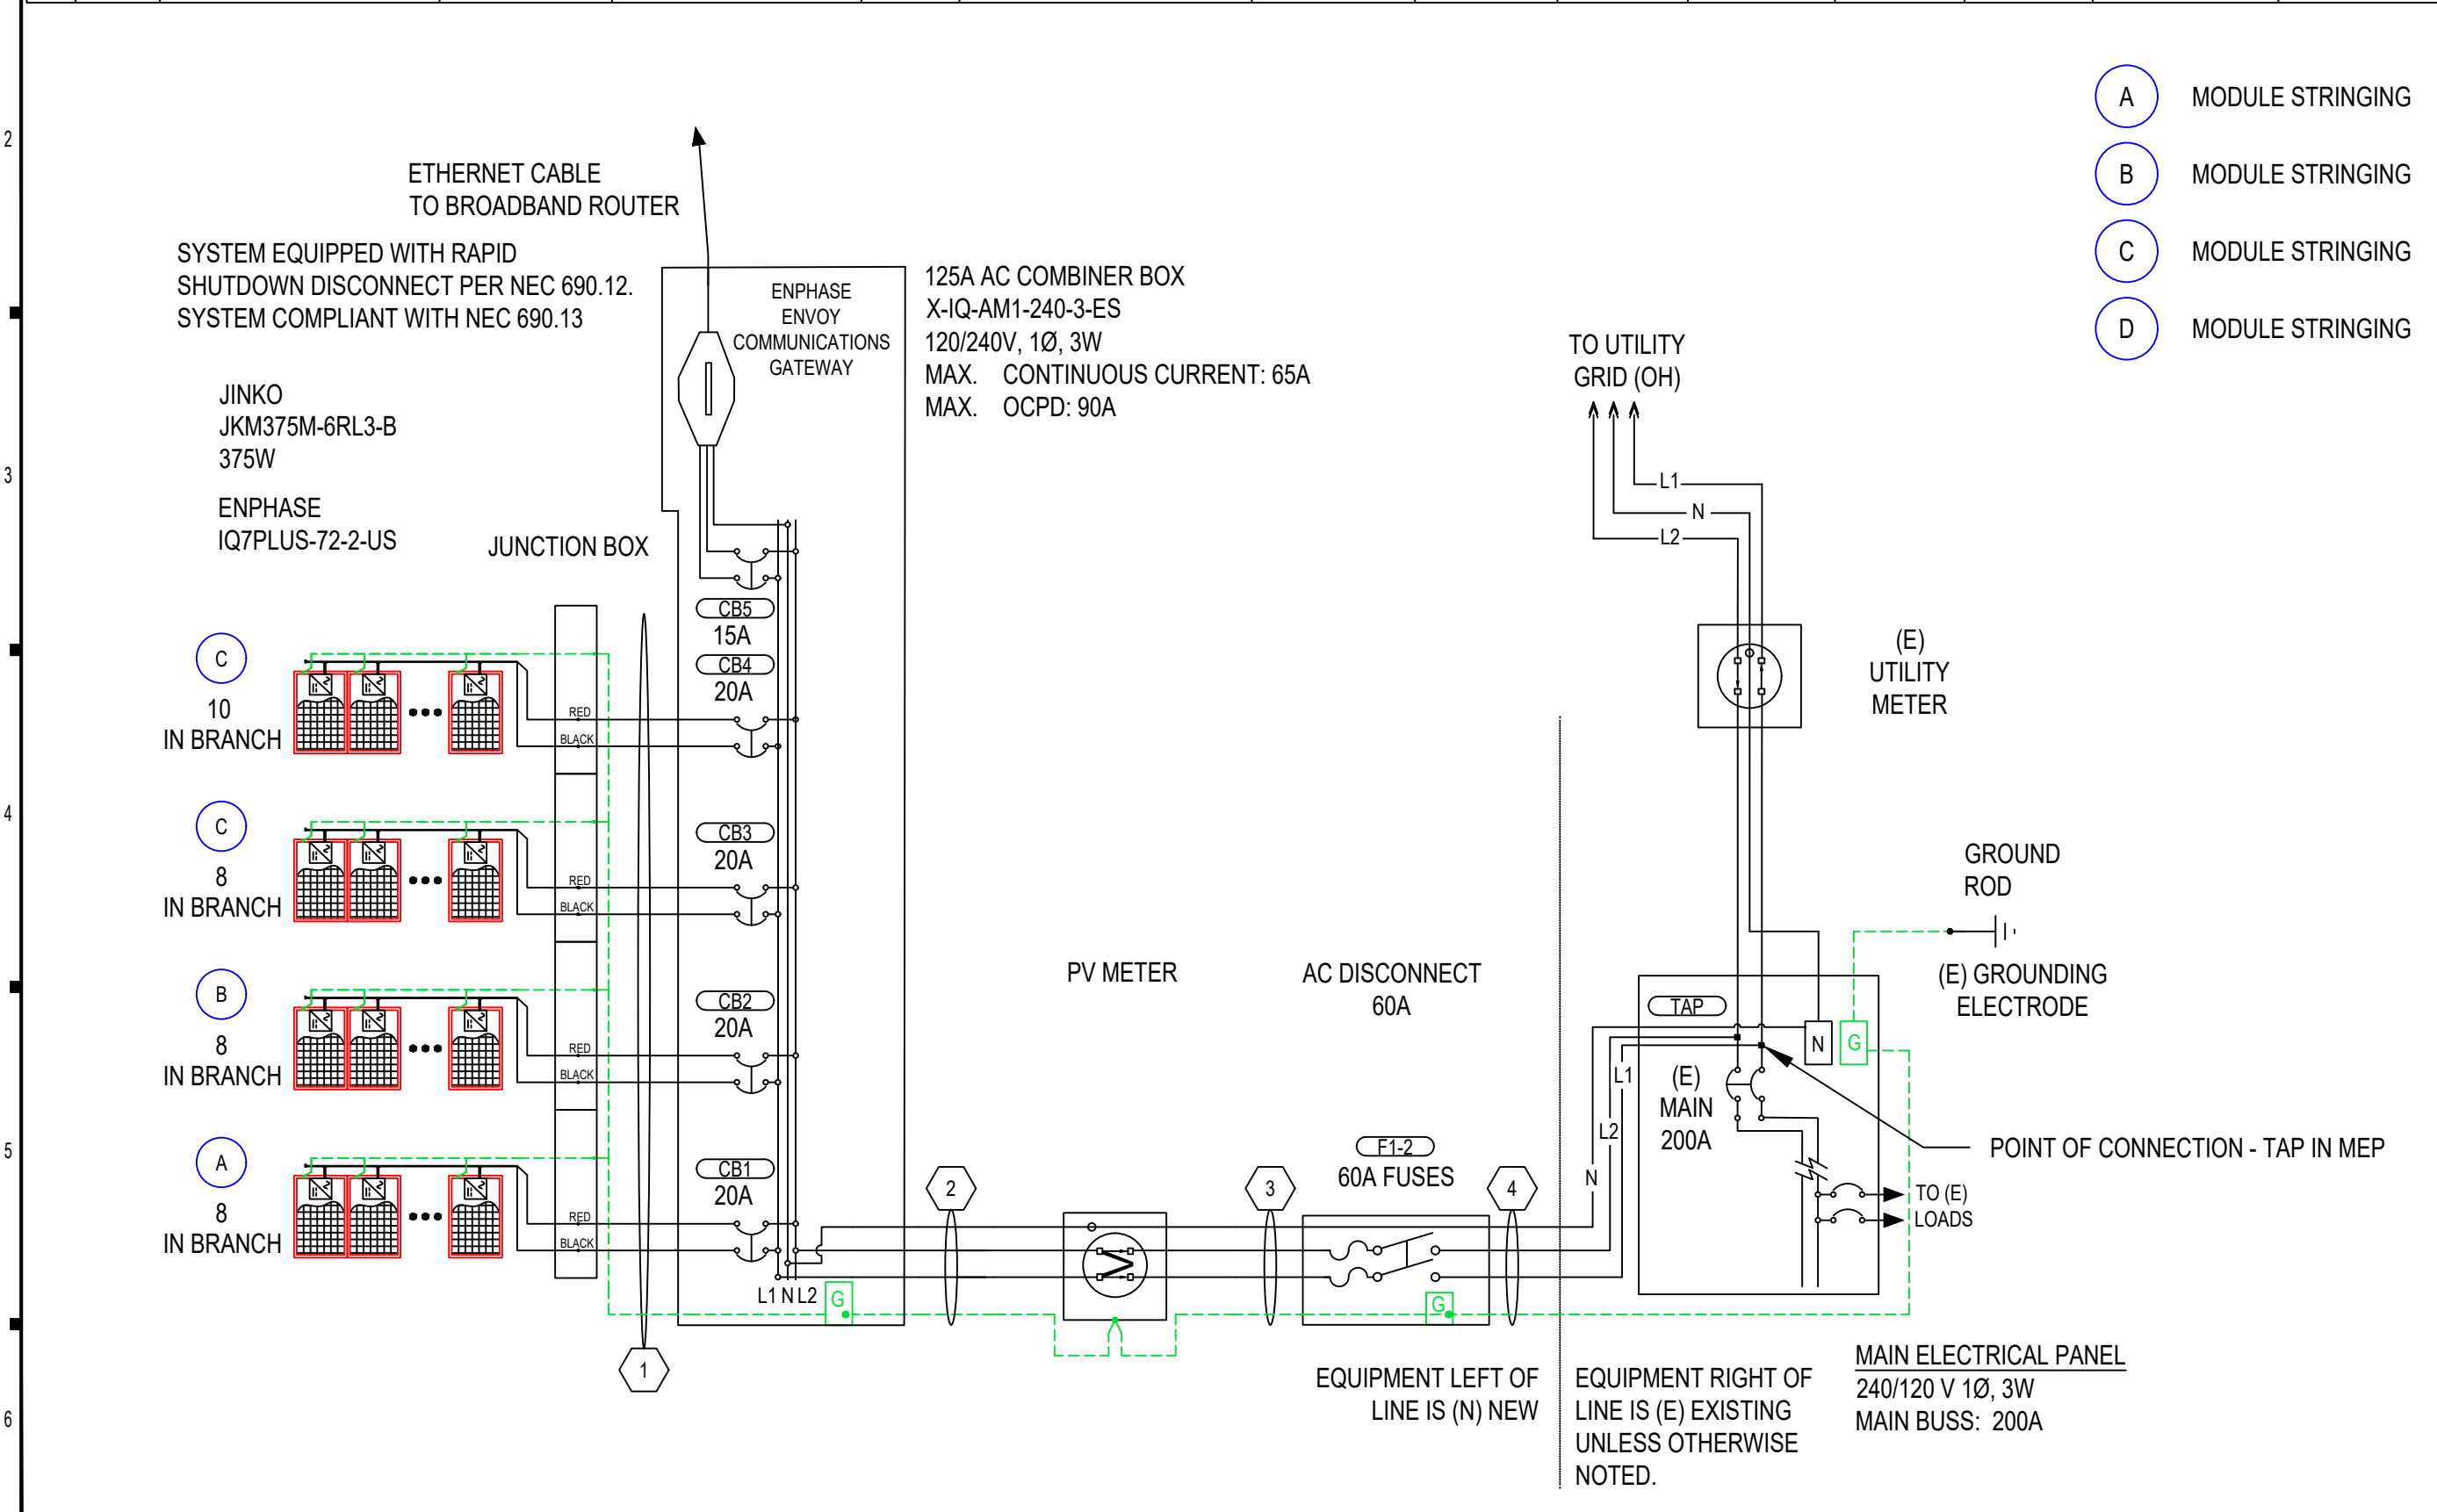 2
3
4
5
6
A MODULE STRINGING
B MODULE STRINGING
C MODULE STRINGING
D MODULE STRINGING
ETHERNET CABLE
TO BROADBAND ROUTER
SYSTEM EQUIPPED WITH RAPID
SHUTDOWN DISCONNECT PER NEC 690.12.
SYSTEM COMPLIANT WITH NEC 690.13
JINKO
JKM375M-6RL3-B
375W
ENPHASE
IQ7PLUS-72-2-US
JUNCTION BOX
ENPHASE
ENVOY
COMMUNICATIONS
GATEWAY
125A AC COMBINER BOX
X-IQ-AM1-240-3-ES
120/240V, 1Ø, 3W
MAX. CONTINUOUS CURRENT: 65A
MAX. OCPD: 90A
TO UTILITY
GRID (OH)
L1
N
L2
(E)
UTILITY
METER
CB5
15A
C
10
IN BRANCH
RED
BLACK
CB4
20A
C
8
IN BRANCH
RED
BLACK
CB3
20A
B
8
IN BRANCH
RED
BLACK
CB2
20A
A
8
IN BRANCH
RED
BLACK
CB1
20A
L1 N L2
G
1
2
PV METER
3
AC DISCONNECT
60A
F1-2
60A FUSES
G
4
N
L2
L1
TAP
N
G
(E)
MAIN
200A
GROUND
ROD
(E) GROUNDING
ELECTRODE
POINT OF CONNECTION - TAP IN MEP
TO (E)
LOADS
EQUIPMENT LEFT OF
LINE IS (N) NEW
EQUIPMENT RIGHT OF
LINE IS (E) EXISTING
UNLESS OTHERWISE
NOTED.
MAIN ELECTRICAL PANEL
240/120 V 1Ø, 3W
MAIN BUSS: 200A